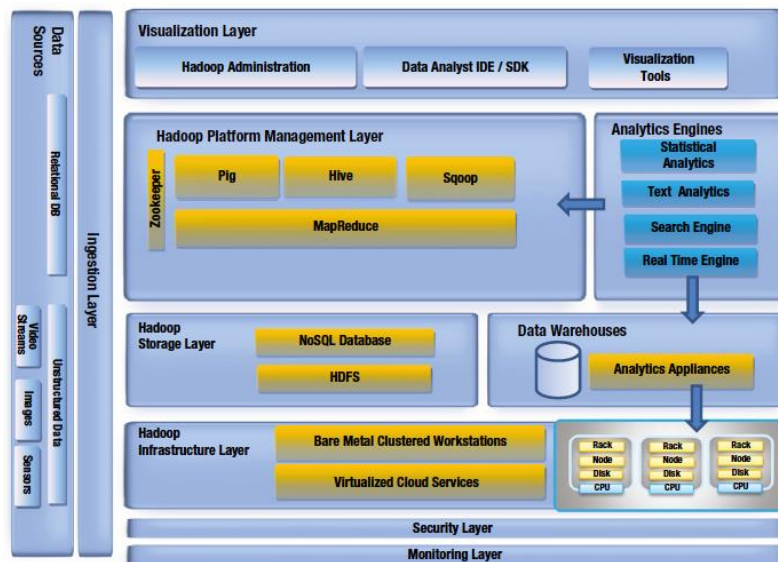 Data
Sources
Relational DB
Unstructured Data
Video
Streams
Images
Sensors
Ingestion Layer
Visualization Layer
Hadoop Administration
Data Analyst IDE / SDK
Visualization
Tools
Hadoop Platform Management Layer
Zookeeper
Pig
Hive
Sqoop
MapReduce
Analytics Engines
Statistical
Analytics
Text Analytics
Search Engine
Real Time Engine
Hadoop
Storage Layer
NoSQL Database
HDFS
Data Warehouses
Analytics Appliances
Hadoop
Infrastructure Layer
Bare Metal Clustered Workstations
Virtualized Cloud Services
Rack
Node
Disk
CPU
Rack
Node
Disk
CPU
Rack
Node
Disk
CPU
Security Layer
Monitoring Layer